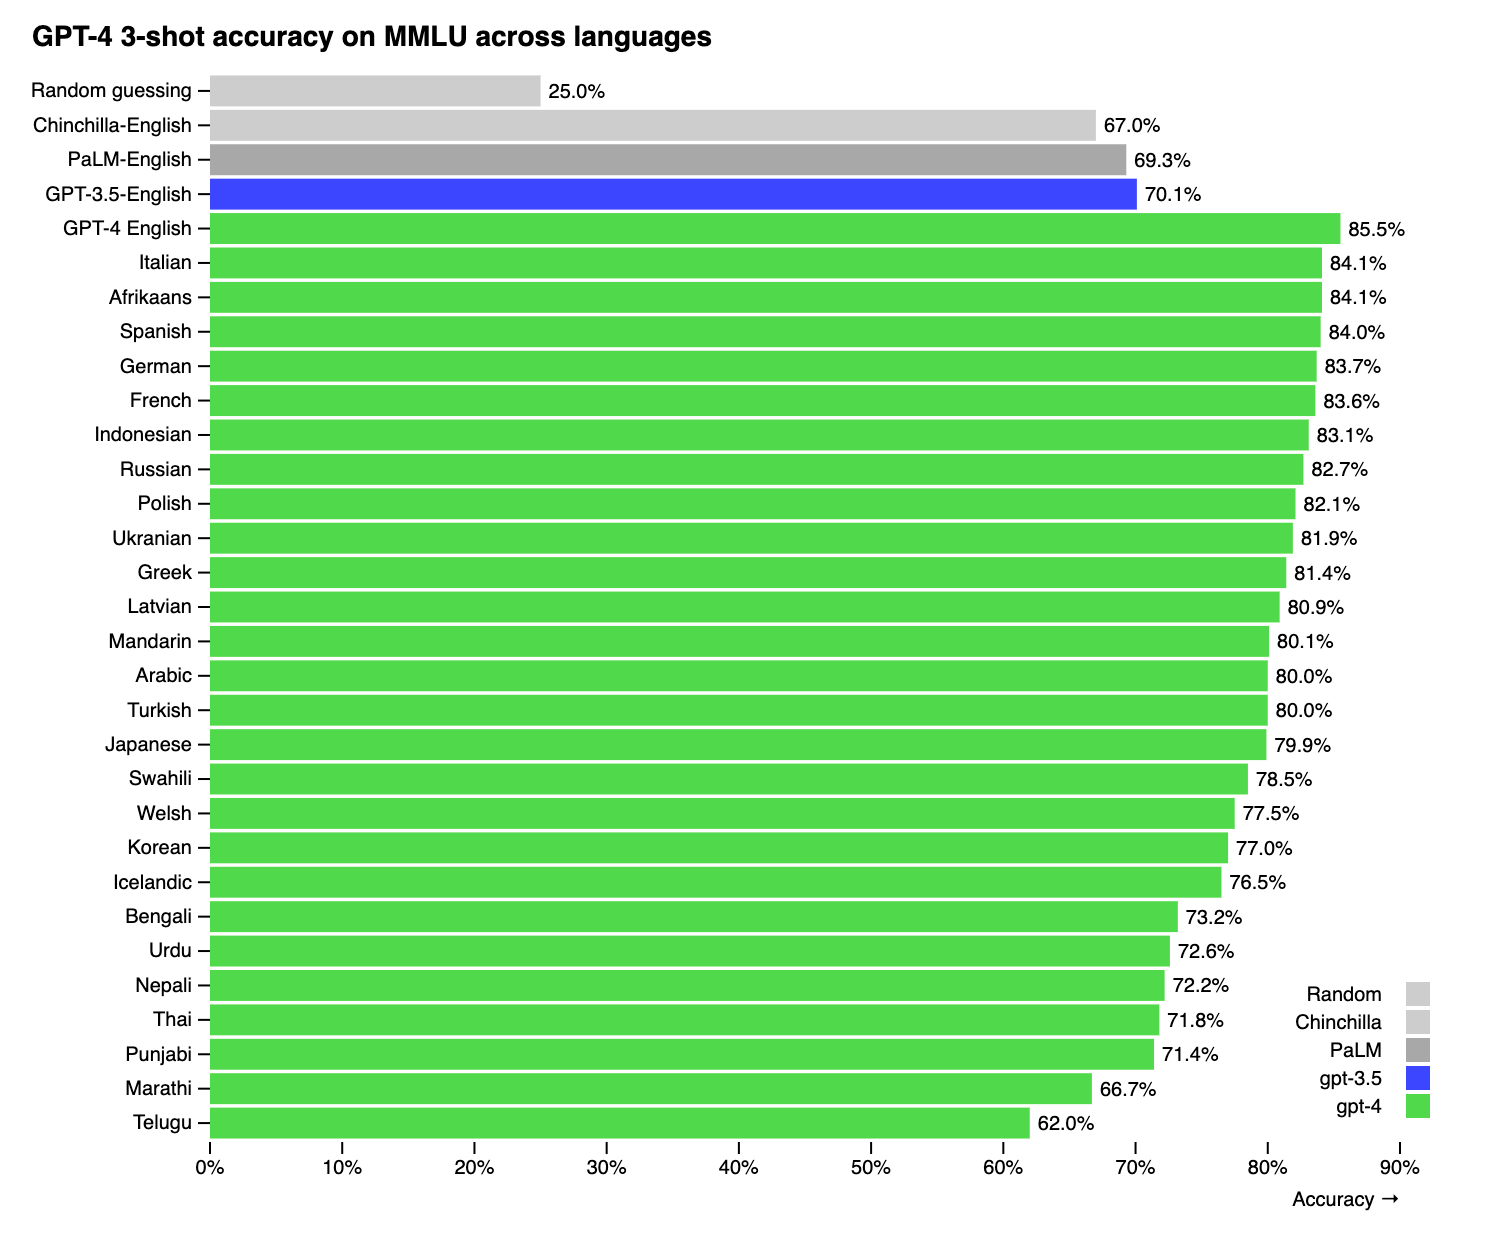 GPT-4 3-shot accuracy on MMLU across languages
Random guessing 25.0%
Chinchilla-English 67.0%
PaLM-English 69.3%
GPT-3.5-English 70.1%
GPT-4 English 85.5%
Italian 84.1%
Afrikaans 84.1%
Spanish 84.0%
German 83.7%
French 83.6%
Indonesian 83.1%
Russian 82.7%
Polish 82.1%
Ukranian 81.9%
Greek 81.4%
Latvian 80.9%
Mandarin 80.1%
Arabic 80.0%
Turkish 80.0%
Japanese 79.9%
Swahili 78.5%
Welsh 77.5%
Korean 77.0%
Icelandic 76.5%
Bengali 73.2%
Urdu 72.6%
Nepali 72.2%
Thai 71.8%
Punjabi 71.4%
Marathi 66.7%
Telugu 62.0%
Random
Chinchilla
PaLM
gpt-3.5
gpt-4
0% 10% 20% 30% 40% 50% 60% 70% 80% 90%
Accuracy →